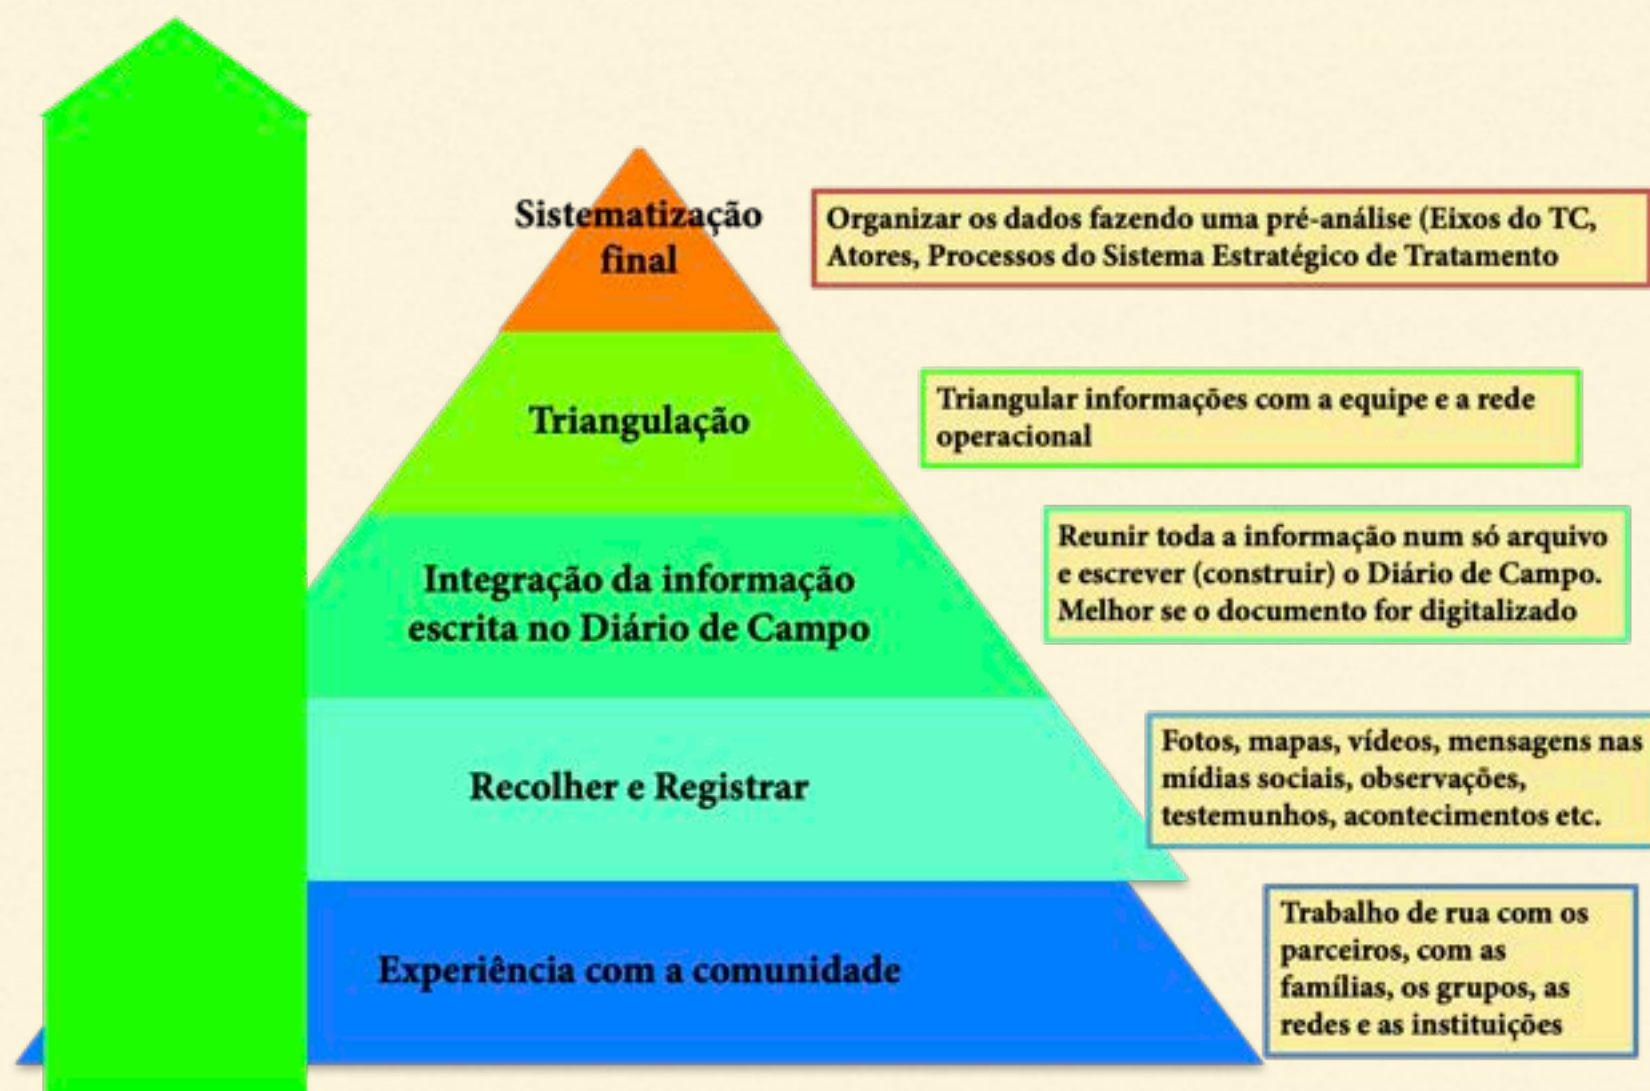 Sistematização
final
Organizar os dados fazendo uma pré-análise (Eixos do TC,
Atores, Processos do Sistema Estratégico de Tratamento
Triangulação
Triangular informações com a equipe e a rede
operacional
Integração da informação
escrita no Diário de Campo
Reunir toda a informação num só arquivo
e escrever (construir) o Diário de Campo.
Melhor se o documento for digitalizado
Recolher e Registrar
Fotos, mapas, vídeos, mensagens nas
mídias sociais, observações,
testemunhos, acontecimentos etc.
Experiência com a comunidade
Trabalho de rua com os
parceiros, com as
famílias, os grupos, as
redes e as instituições